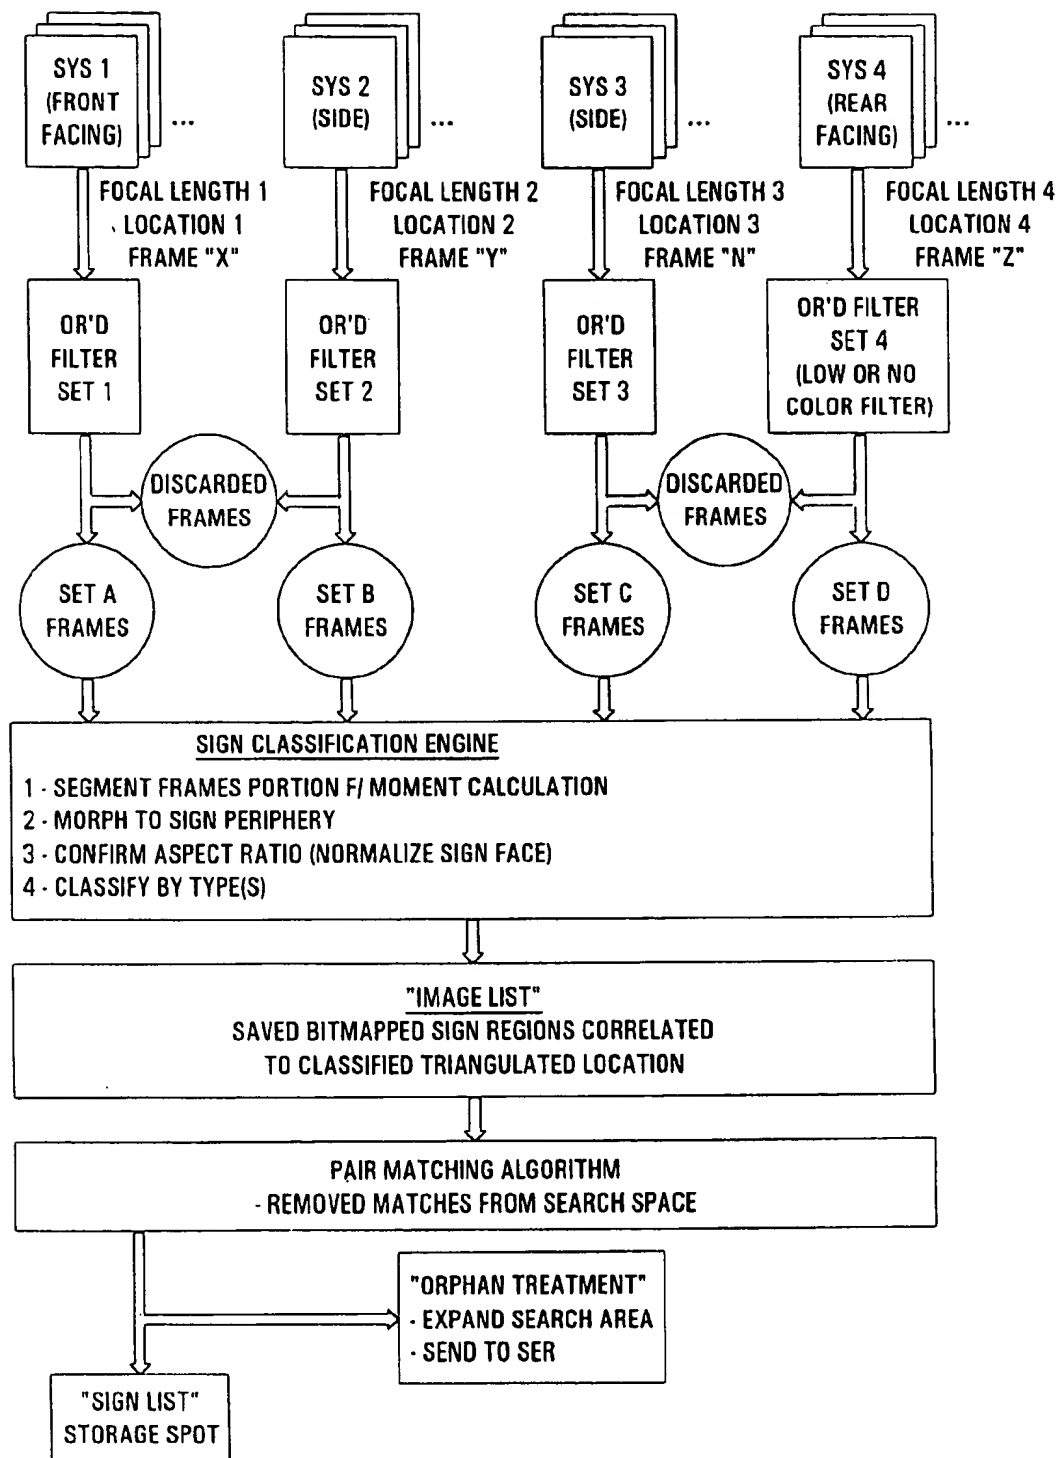 SYS 1
(FRONT
FACING)
...
SYS 2
(SIDE)
...
SYS 3
(SIDE)
...
SYS 4
(REAR
FACING)
...
FOCAL LENGTH 1
LOCATION 1
FRAME "X"
FOCAL LENGTH 2
LOCATION 2
FRAME "Y"
FOCAL LENGTH 3
LOCATION 3
FRAME "N"
FOCAL LENGTH 4
LOCATION 4
FRAME "Z"
OR'D
FILTER
SET 1
OR'D
FILTER
SET 2
OR'D
FILTER
SET 3
OR'D FILTER
SET 4
(LOW OR NO
COLOR FILTER)
DISCARDED
FRAMES
DISCARDED
FRAMES
SET A
FRAMES
SET B
FRAMES
SET C
FRAMES
SET D
FRAMES
SIGN CLASSIFICATION ENGINE
1 - SEGMENT FRAMES PORTION F/ MOMENT CALCULATION
2 - MORPH TO SIGN PERIPHERY
3 - CONFIRM ASPECT RATIO (NORMALIZE SIGN FACE)
4 - CLASSIFY BY TYPE(S)
"IMAGE LIST"
SAVED BITMAPPED SIGN REGIONS CORRELATED
TO CLASSIFIED TRIANGULATED LOCATION
PAIR MATCHING ALGORITHM
- REMOVED MATCHES FROM SEARCH SPACE
"ORPHAN TREATMENT"
- EXPAND SEARCH AREA
- SEND TO SER
"SIGN LIST"
STORAGE SPOT